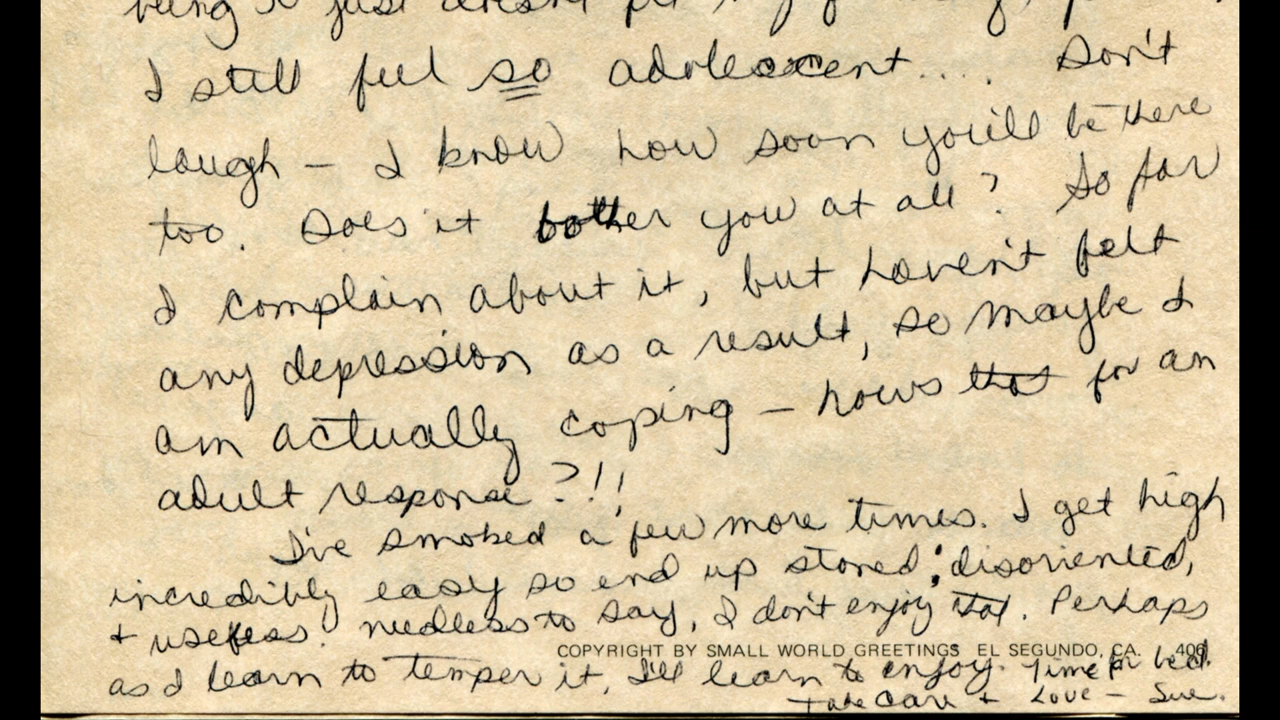 being I just doesn't
I still feel so adolescent.... Don't
laugh — I know how soon you'll be there
too. Does it bother you at all? So far
I complain about it, but haven't felt
any depression as a result, so maybe I
am actually coping — hows that for an
adult response?!!
I've smoked a few more times. I get high
incredibly easy so end up stoned, disoriented,
+ useless. needless to say, I don't enjoy that. Perhaps
COPYRIGHT BY SMALL WORLD GREETINGS EL SEGUNDO, CA. 406
as I learn to temper it, I'll learn to enjoy. Time for bed.
Take care + Love — Sue.